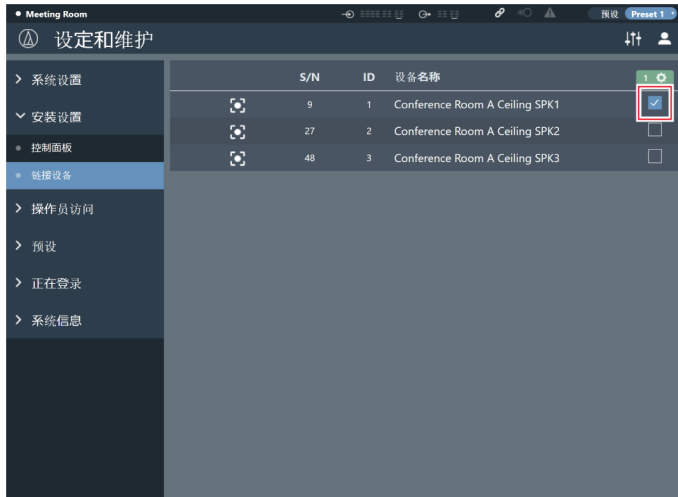 Meeting Room 预设 Preset 1
设定和维护
系统设置
安装设置
控制面板
链接设备
操作员访问
预设
正在登录
系统信息
S/N ID 设备名称 1
9 1 Conference Room A Ceiling SPK1
27 2 Conference Room A Ceiling SPK2
48 3 Conference Room A Ceiling SPK3